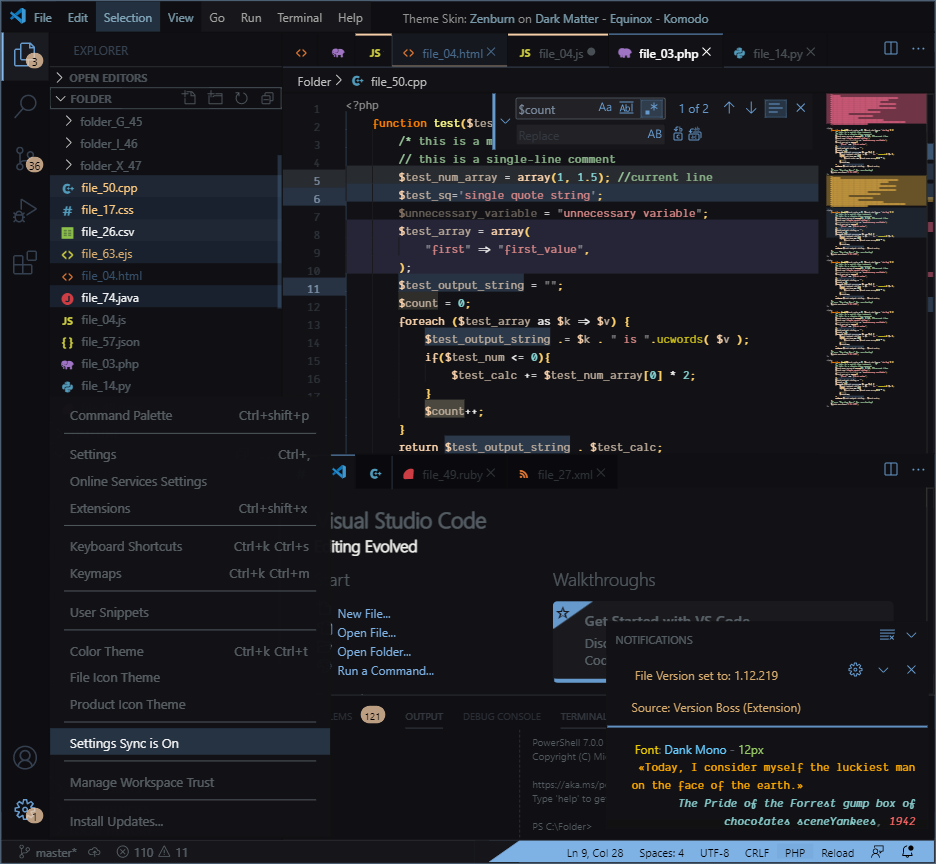 File Edit Selection View Go Run Terminal Help Theme Skin: Zenburn on Dark Matter - Equinox - Komodo
3
EXPLORER
JS file_04.html JS file_04.js file_03.php file_14.py
OPEN EDITORS
FOLDER
Folder file_50.cpp
folder_G_45
folder_I_46
folder_X_47
36
file_50.cpp
file_17.css
file_26.csv
file_63.ejs
file_04.html
file_74.java
JS file_04.js
file_57.json
file_03.php
file_14.py
$count Aa Abl .* 1 of 2
Replace AB
1 <?php
2 function test($tes
3 /* this is a m
4 // this is a single-line comment
5 $test_num_array = array(1, 1.5); //current line
6 $test_sq='single quote string';
7 $unnecessary_variable = "unnecessary variable";
8 $test_array = array(
9 "first" => "first_value",
10 );
11 $test_output_string = "";
12 $count = 0;
13 foreach ($test_array as $k => $v) {
14 $test_output_string .= $k . " is ".ucwords( $v );
15 if($test_num <= 0){
16 $test_calc += $test_num_array[0] * 2;
17 }
$count++;
}
return $test_output_string . $test_calc;
Command Palette Ctrl+shift+p
Settings Ctrl+,
Online Services Settings
Extensions Ctrl+shift+x
Keyboard Shortcuts Ctrl+k Ctrl+s
Keymaps Ctrl+k Ctrl+m
User Snippets
Color Theme Ctrl+k Ctrl+t
File Icon Theme
Product Icon Theme
Settings Sync is On
Manage Workspace Trust
Install Updates...
1
file_49.ruby file_27.xml
isual Studio Code
iting Evolved
art
New File...
Open File...
Open Folder...
Run a Command...
Walkthroughs
Get Started with VS Code
Disc
Coc
LEMS 121 OUTPUT DEBUG CONSOLE TERMINAL
PowerShell 7.0.0
Copyright (C) Mi
https://aka.ms/po
Type 'help' to ge
PS C:\Folder>
NOTIFICATIONS
File Version set to: 1.12.219
Source: Version Boss (Extension)
Font: Dank Mono - 12px
«Today, I consider myself the luckiest man
on the face of the earth.»
The Pride of the Forrest gump box of
chocolates sceneYankees, 1942
master* 110 11 Ln 9, Col 28 Spaces: 4 UTF-8 CRLF PHP Reload